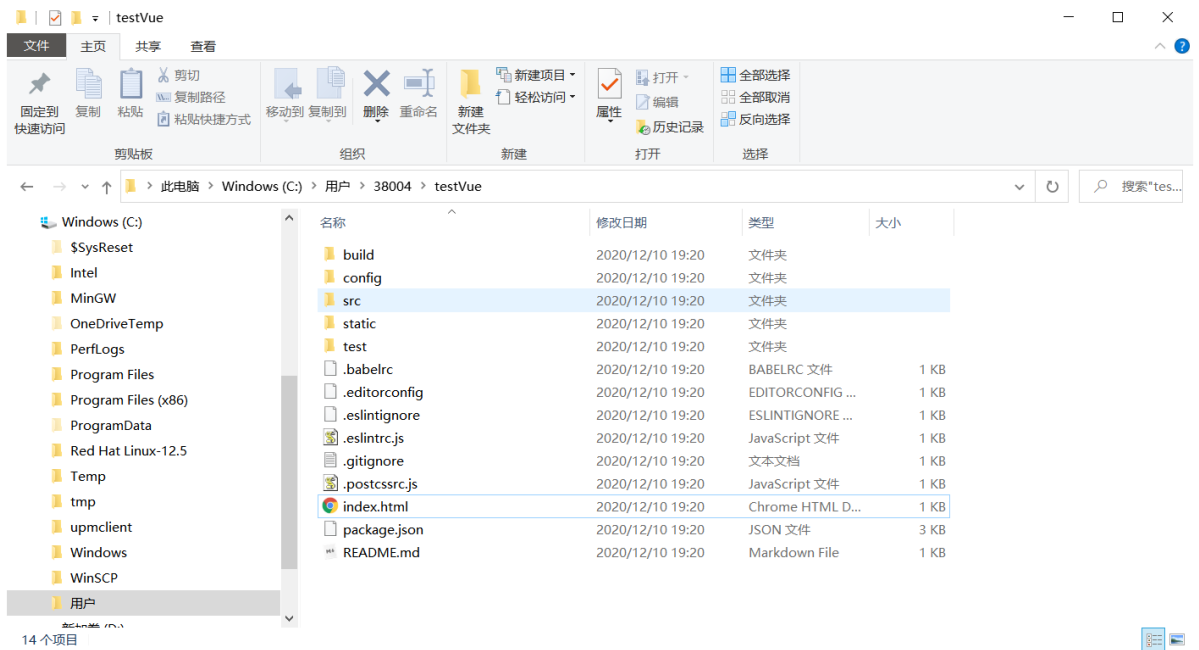 testVue
文件 主页 共享 查看
固定到快速访问 复制 粘贴 剪切 复制路径 粘贴快捷方式 移动到 复制到 删除 重命名 新建文件夹 新建项目 轻松访问 属性 打开 编辑 历史记录 全部选择 全部取消 反向选择
剪贴板 组织 新建 打开 选择
此电脑 Windows (C:) 用户 38004 testVue 搜索"tes...
Windows (C:)
$SysReset
Intel
MinGW
OneDriveTemp
PerfLogs
Program Files
Program Files (x86)
ProgramData
Red Hat Linux-12.5
Temp
tmp
upmclient
Windows
WinSCP
用户
新加卷 (D:)
名称 修改日期 类型 大小
build 2020/12/10 19:20 文件夹
config 2020/12/10 19:20 文件夹
src 2020/12/10 19:20 文件夹
static 2020/12/10 19:20 文件夹
test 2020/12/10 19:20 文件夹
.babelrc 2020/12/10 19:20 BABELRC 文件 1 KB
.editorconfig 2020/12/10 19:20 EDITORCONFIG ... 1 KB
.eslintignore 2020/12/10 19:20 ESLINTIGNORE ... 1 KB
.eslintrc.js 2020/12/10 19:20 JavaScript 文件 1 KB
.gitignore 2020/12/10 19:20 文本文档 1 KB
.postcssrc.js 2020/12/10 19:20 JavaScript 文件 1 KB
index.html 2020/12/10 19:20 Chrome HTML D... 1 KB
package.json 2020/12/10 19:20 JSON 文件 3 KB
README.md 2020/12/10 19:20 Markdown File 1 KB
14 个项目